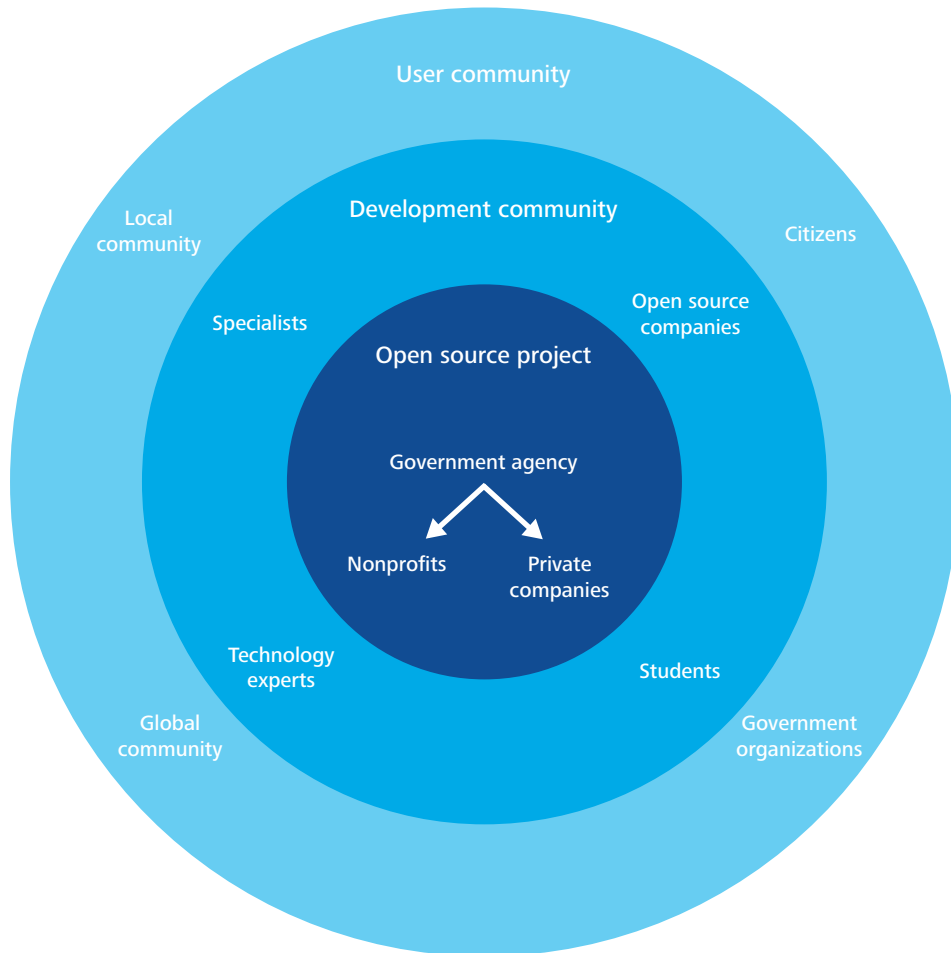 User community
Development community
Local
community
Citizens
Specialists
Open source
companies
Open source project
Government agency
Nonprofits
Private
companies
Technology
experts
Students
Global
community
Government
organizations